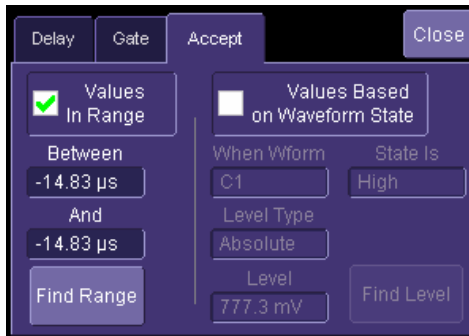 Delay
Gate
Accept
Close
Values
In Range
Between
-14.83 µs
And
-14.83 µs
Find Range
Values Based
on Waveform State
When Wform
State Is
C1
High
Level Type
Absolute
Level
777.3 mV
Find Level